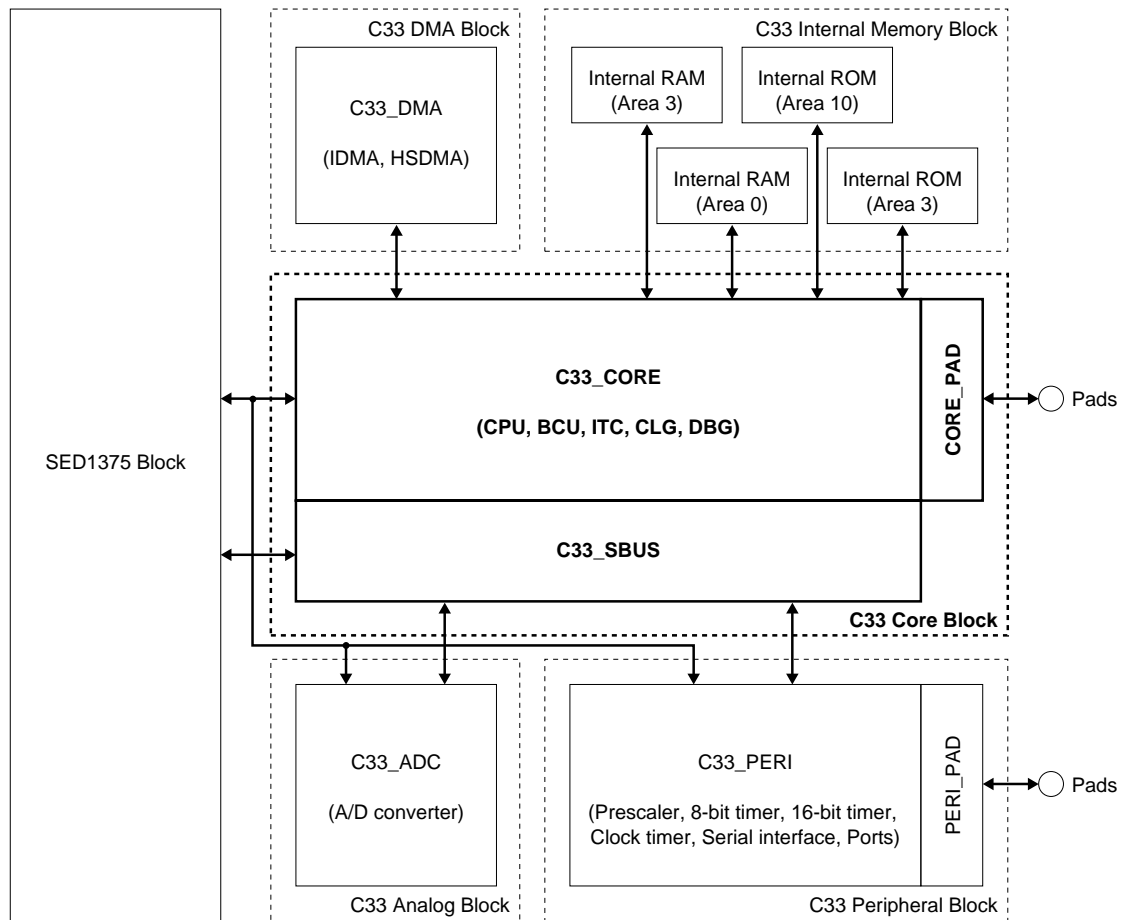 C33 DMA Block
C33 Internal Memory Block
C33_DMA
(IDMA, HSDMA)
Internal RAM
(Area 3)
Internal ROM
(Area 10)
Internal RAM
(Area 0)
Internal ROM
(Area 3)
SED1375 Block
C33_CORE
(CPU, BCU, ITC, CLG, DBG)
CORE_PAD
Pads
C33_SBUS
C33 Core Block
C33_ADC
(A/D converter)
C33_PERI
(Prescaler, 8-bit timer, 16-bit timer,
Clock timer, Serial interface, Ports)
PERI_PAD
Pads
C33 Analog Block
C33 Peripheral Block